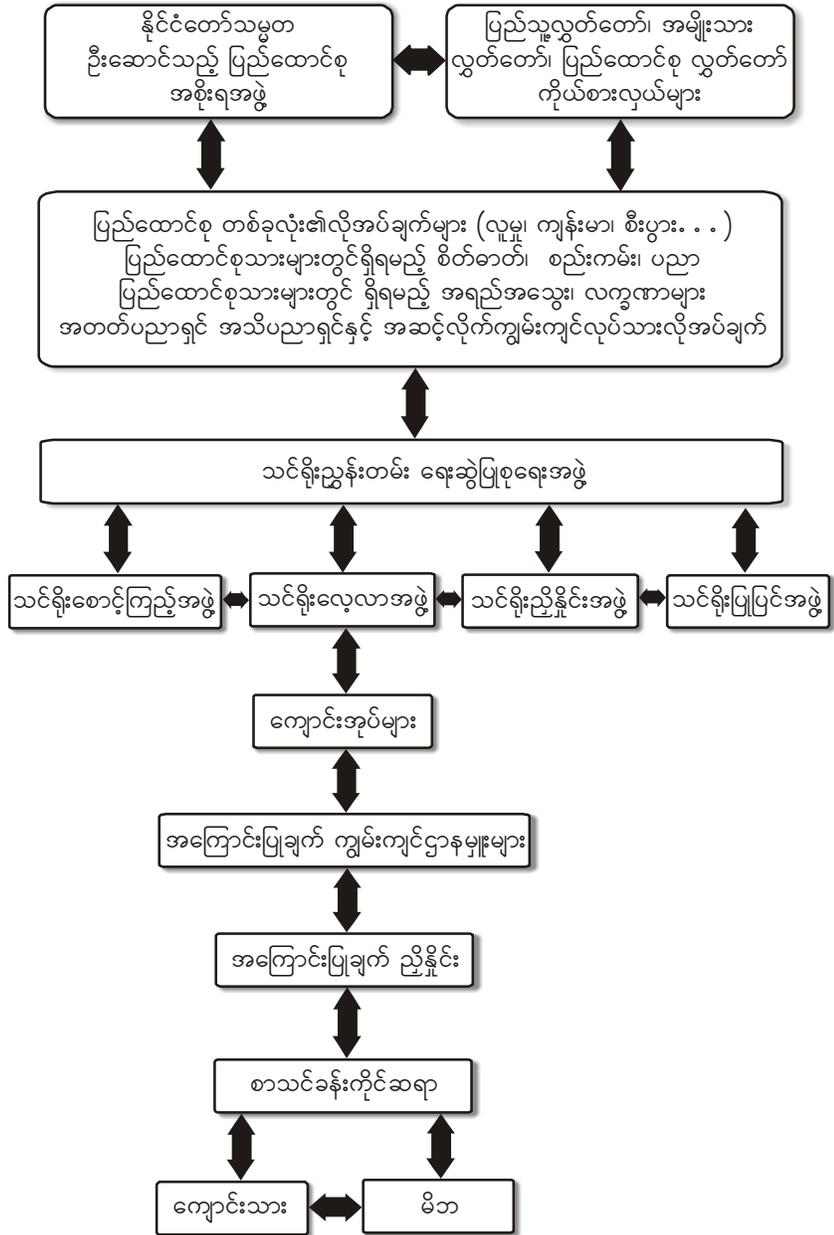 နိုင်ငံတော်သမ္မတ
ဦးဆောင်သည့် ပြည်ထောင်စု
အစိုးရအဖွဲ့
ပြည်သူ့လွှတ်တော်၊ အမျိုးသား
လွှတ်တော်၊ ပြည်ထောင်စု လွှတ်တော်
ကိုယ်စားလှယ်များ
ပြည်ထောင်စု တစ်ခုလုံး၏လိုအပ်ချက်များ (လူမှု၊ ကျန်းမာ၊ စီးပွား. . . )
ပြည်ထောင်စုသားများတွင်ရှိရမည့် စိတ်ဓာတ်၊ စည်းကမ်း၊ ပညာ
ပြည်ထောင်စုသားများတွင် ရှိရမည့် အရည်အသွေး၊ လက္ခဏာများ
အတတ်ပညာရှင် အသိပညာရှင်နှင့် အဆင့်လိုက်ကျွမ်းကျင်လုပ်သားလိုအပ်ချက်
သင်ရိုးညွှန်းတမ်း ရေးဆွဲပြုစုရေးအဖွဲ့
သင်ရိုးစောင့်ကြည့်အဖွဲ့
သင်ရိုးလေ့လာအဖွဲ့
သင်ရိုးညှိနှိုင်းအဖွဲ့
သင်ရိုးပြုပြင်အဖွဲ့
ကျောင်းအုပ်များ
အကြောင်းပြုချက် ကျွမ်းကျင်ဌာနမှူးများ
အကြောင်းပြုချက် ညှိနှိုင်း
စာသင်ခန်းကိုင်ဆရာ
ကျောင်းသား
မိဘ